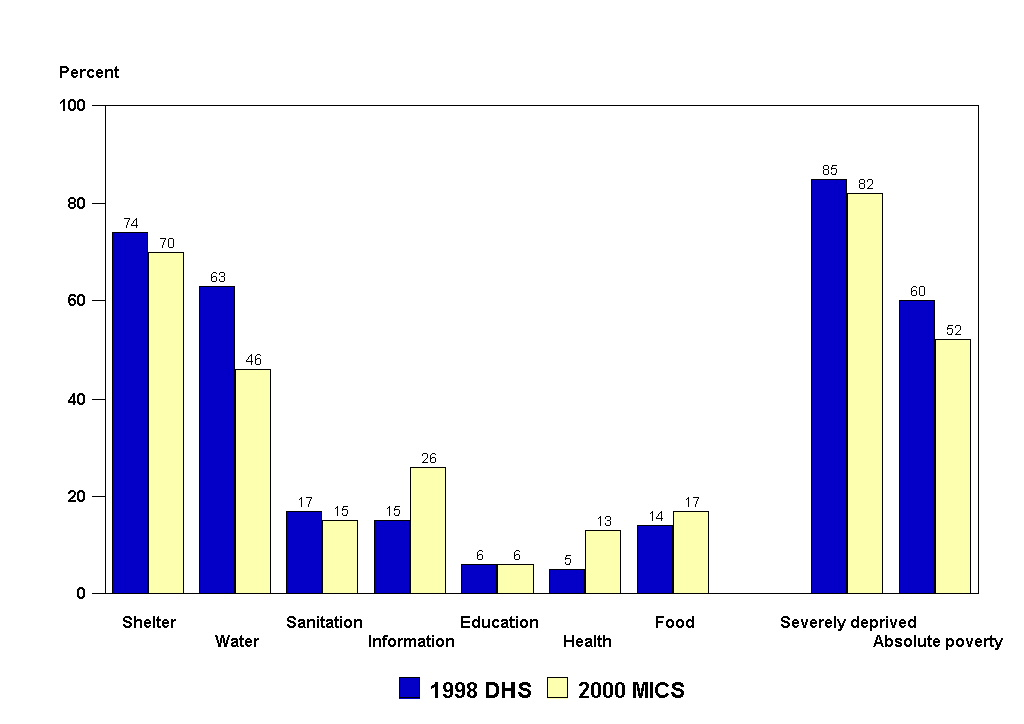 Percent
100
80
60
40
20
0
74
70
63
46
17
15
15
26
6
6
5
13
14
17
85
82
60
52
Shelter
Water
Sanitation
Information
Education
Health
Food
Severely deprived
Absolute poverty
1998 DHS
2000 MICS